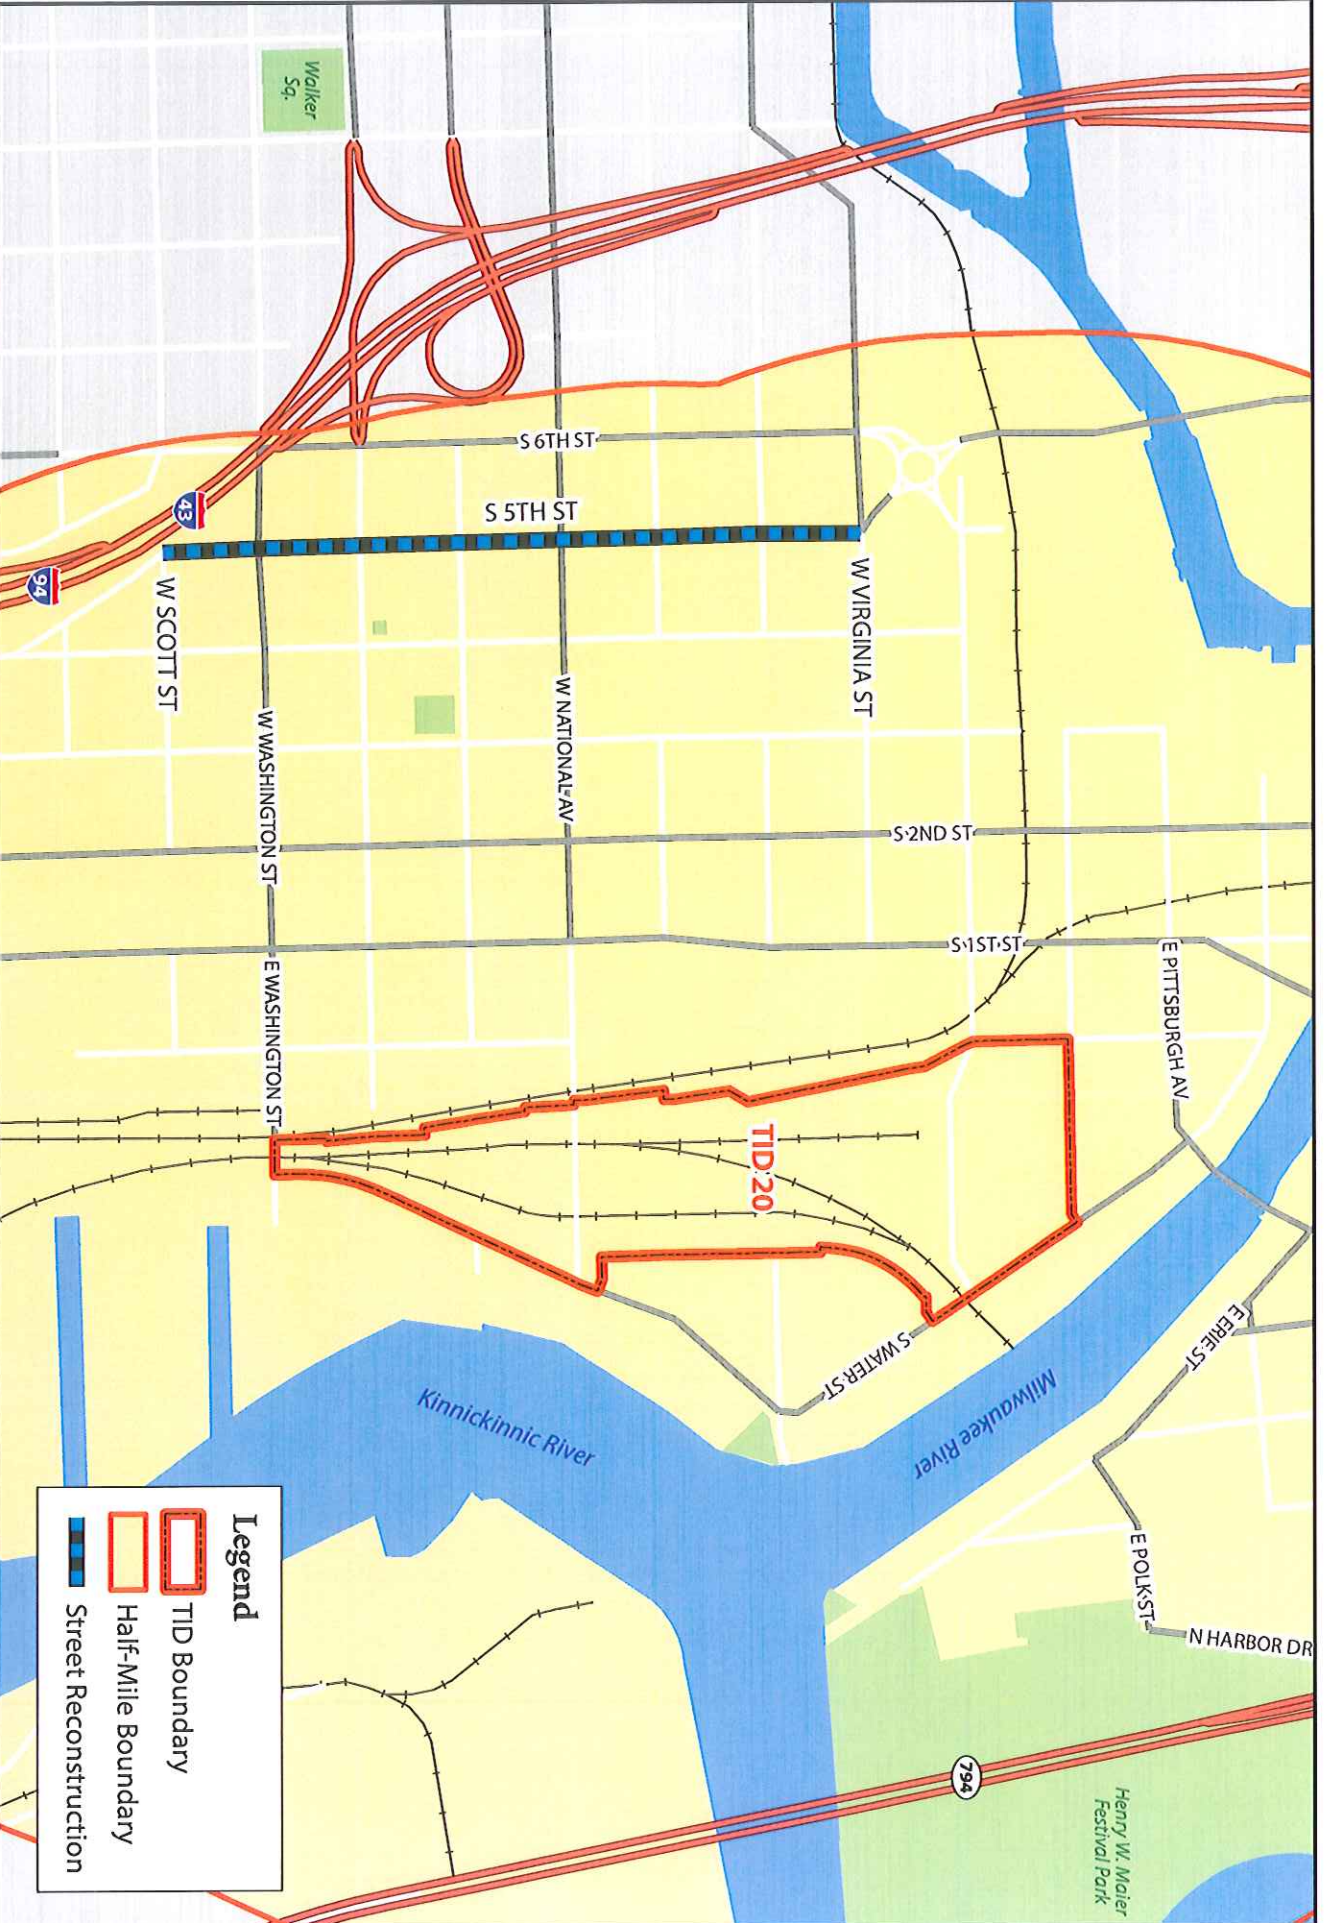 Walker
Sq.
43
94
S 6TH ST
S 5TH ST
W SCOTT ST
W VIRGINIA ST
W WASHINGTON ST
W NATIONAL AV
S 2ND ST
S 1ST ST
E WASHINGTON ST
E PITTSBURGH AV
TID 20
S WATER ST
E ERIE ST
Kinnickinnic River
Milwaukee River
E POLK ST
N HARBOR DR
794
Henry W. Maier
Festival Park
Legend
TID Boundary
Half-Mile Boundary
Street Reconstruction